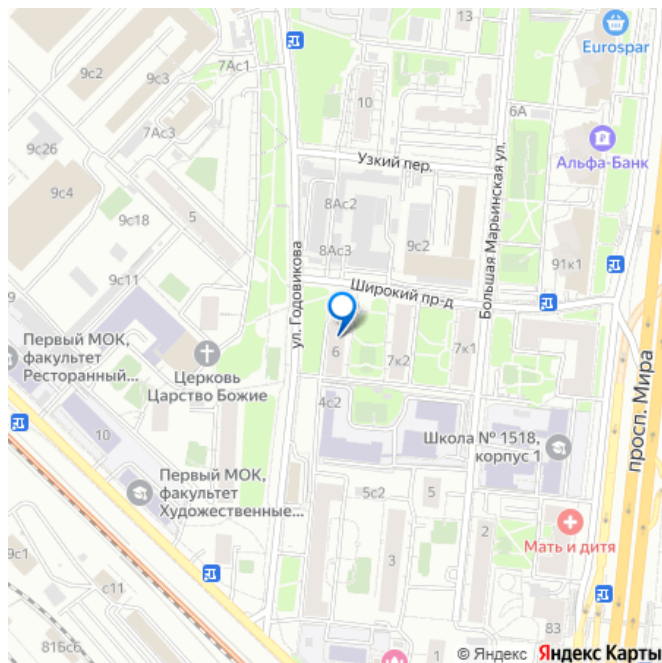 13
Eurospar
9с2
9с3
7Ас1
10
6А
Альфа-Банк
7Ас3
9с26
Узкий пер.
Большая Марьинская ул.
9с4
5
8Ас2
9с18
8Ас3
9с2
91к1
ул. Годовикова
9с11
Широкий пр-д
9
Первый МОК,
факультет
Ресторанный...
Церковь
Царство Божие
6
7к2
7к1
просп. Мира
4с2
Школа № 1518,
корпус 1
10
Первый МОК,
факультет
Художественные...
5с2
5
2
Мать и дитя
3
9с1
с11
81Бс6
1
83
© Яндекс Яндекс Карты